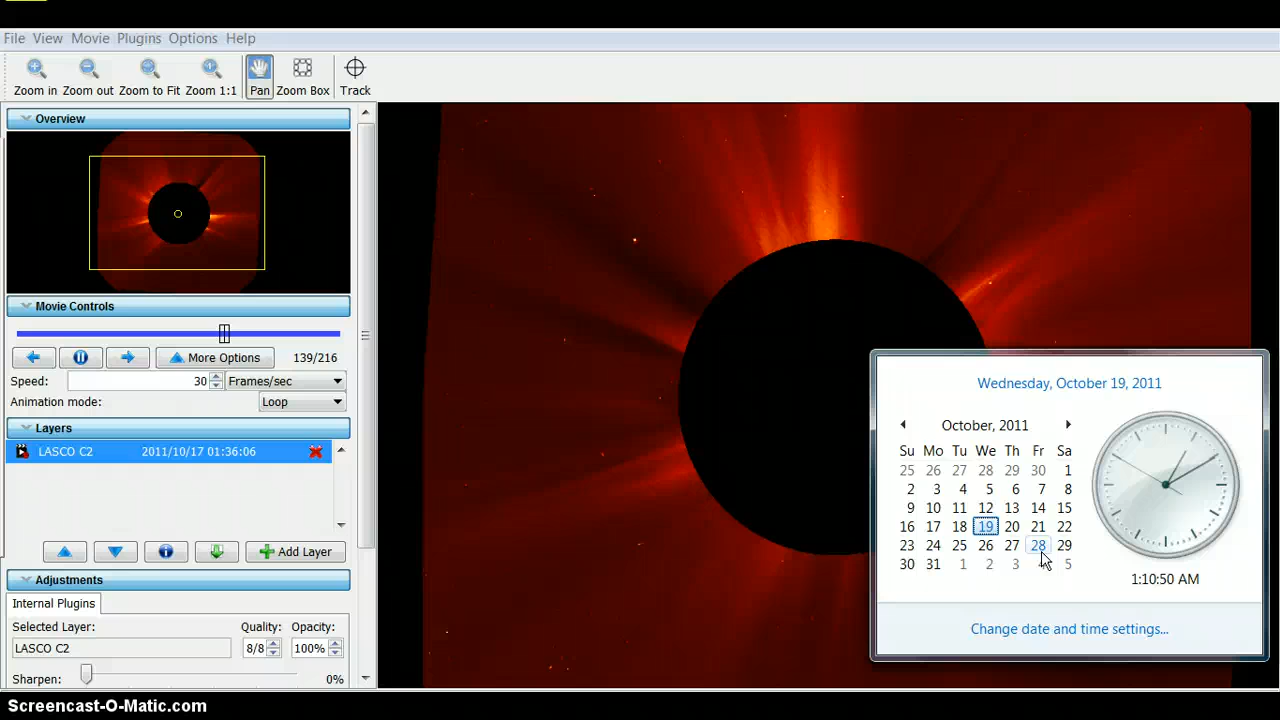 File View Movie Plugins Options Help
Zoom in Zoom out Zoom to Fit Zoom 1:1 Pan Zoom Box Track
Overview
Movie Controls
More Options 139/216
Speed: 30 Frames/sec
Animation mode: Loop
Layers
LASCO C2 2011/10/17 01:36:06
Add Layer
Adjustments
Internal Plugins
Selected Layer: Quality: Opacity:
LASCO C2 8/8 100%
Sharpen: 0%
Wednesday, October 19, 2011
October, 2011
Su Mo Tu We Th Fr Sa
25 26 27 28 29 30 1
2 3 4 5 6 7 8
9 10 11 12 13 14 15
16 17 18 19 20 21 22
23 24 25 26 27 28 29
30 31 1 2 3 5
1:10:50 AM
Change date and time settings...
Screencast-O-Matic.com